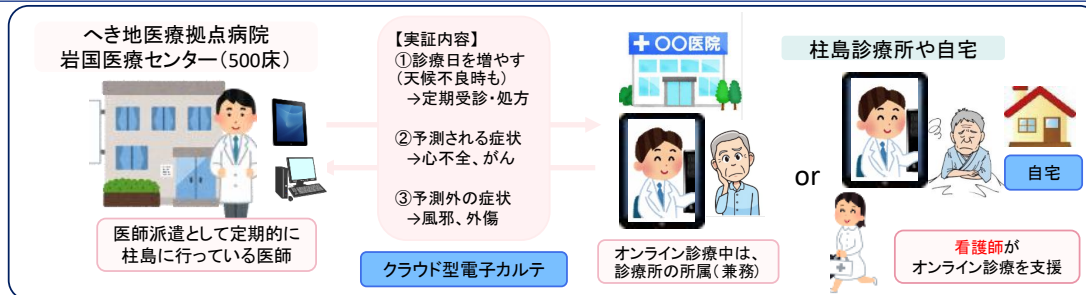 へき地医療拠点病院
岩国医療センター(500床)
医師派遣として定期的に
柱島に行っている医師
【実証内容】
①診療日を増やす
(天候不良時も)
→定期受診・処方
②予測される症状
→心不全、がん
③予測外の症状
→風邪、外傷
クラウド型電子カルテ
〇〇医院
オンライン診療中は、
診療所の所属(兼務)
or
柱島診療所や自宅
自宅
看護師が
オンライン診療を支援